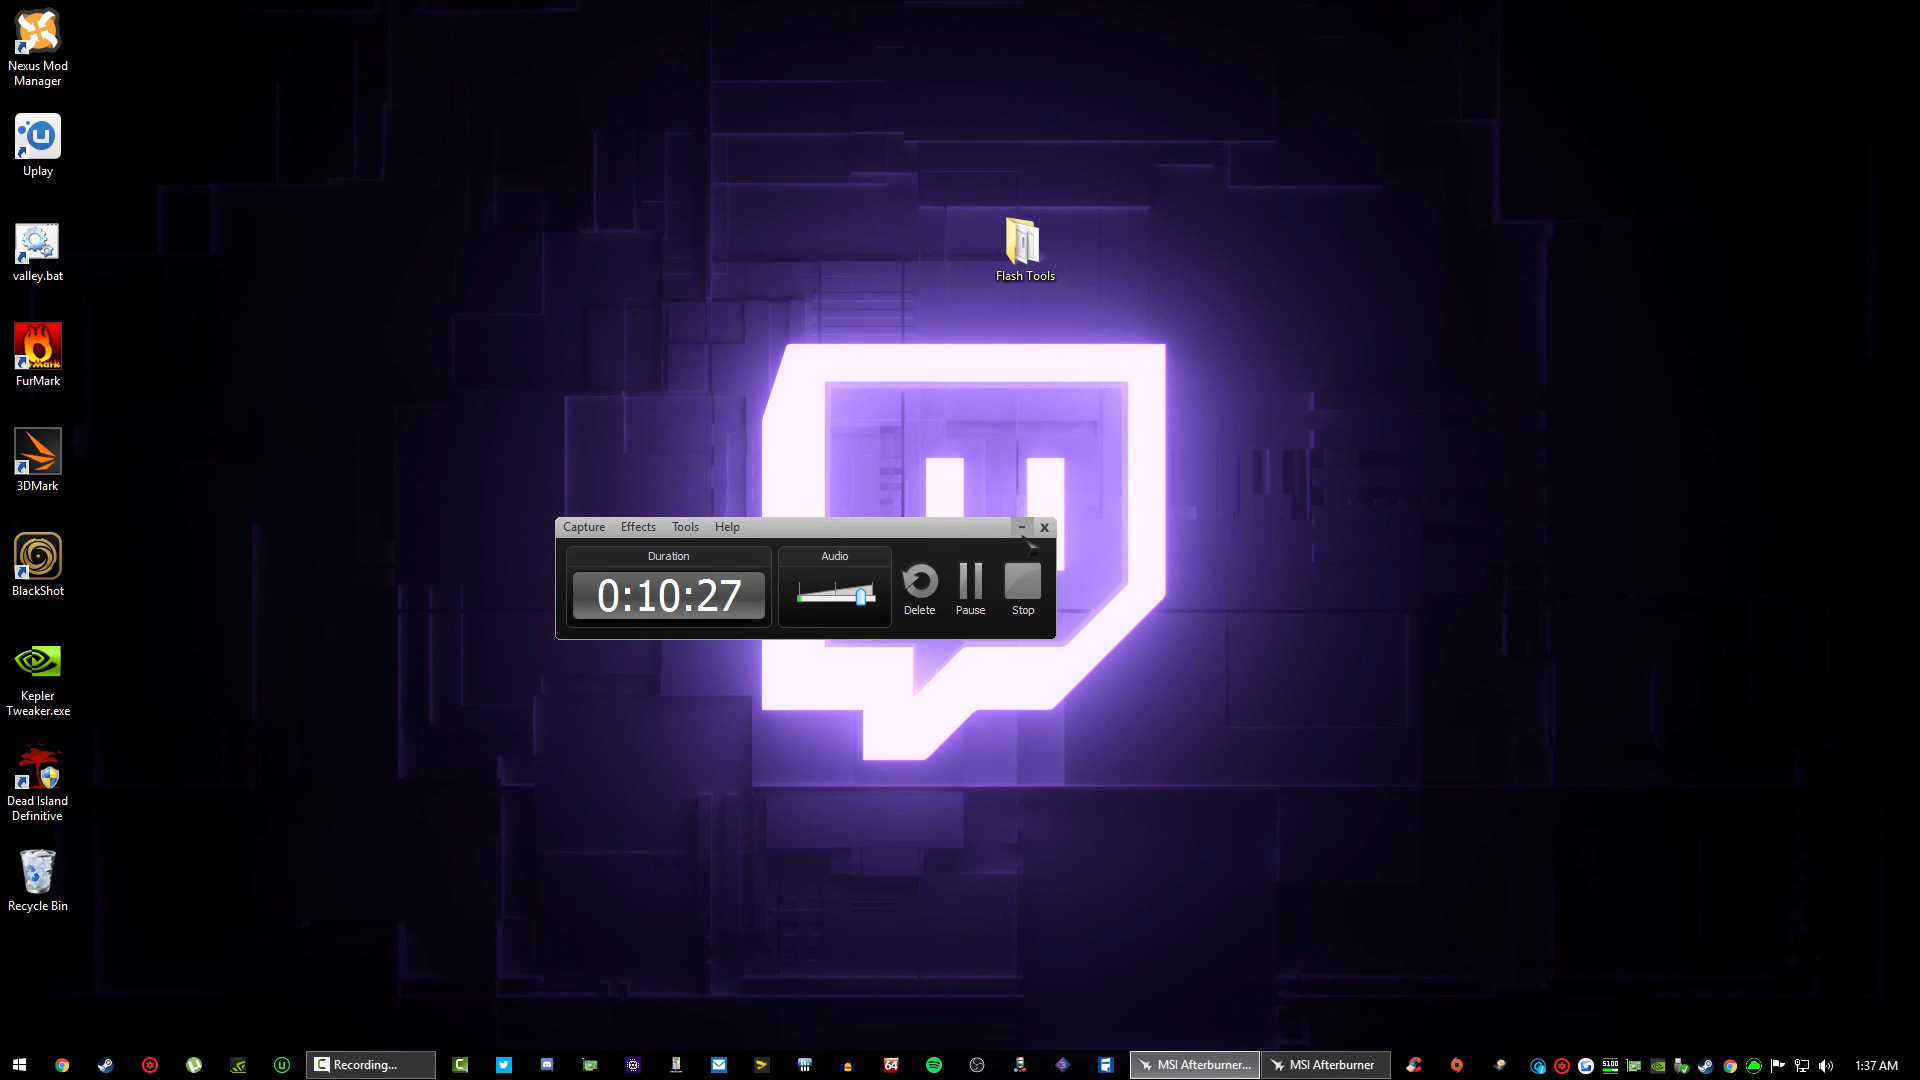 Nexus Mod
Manager
Uplay
valley.bat
FurMark
3DMark
BlackShot
Kepler
Tweaker.exe
Dead Island
Definitive
Recycle Bin
Flash Tools
Capture Effects Tools Help
Duration
0:10:27
Audio
Delete
Pause
Stop
Recording...
64
MSI Afterburner...
MSI Afterburner
5100
1:37 AM